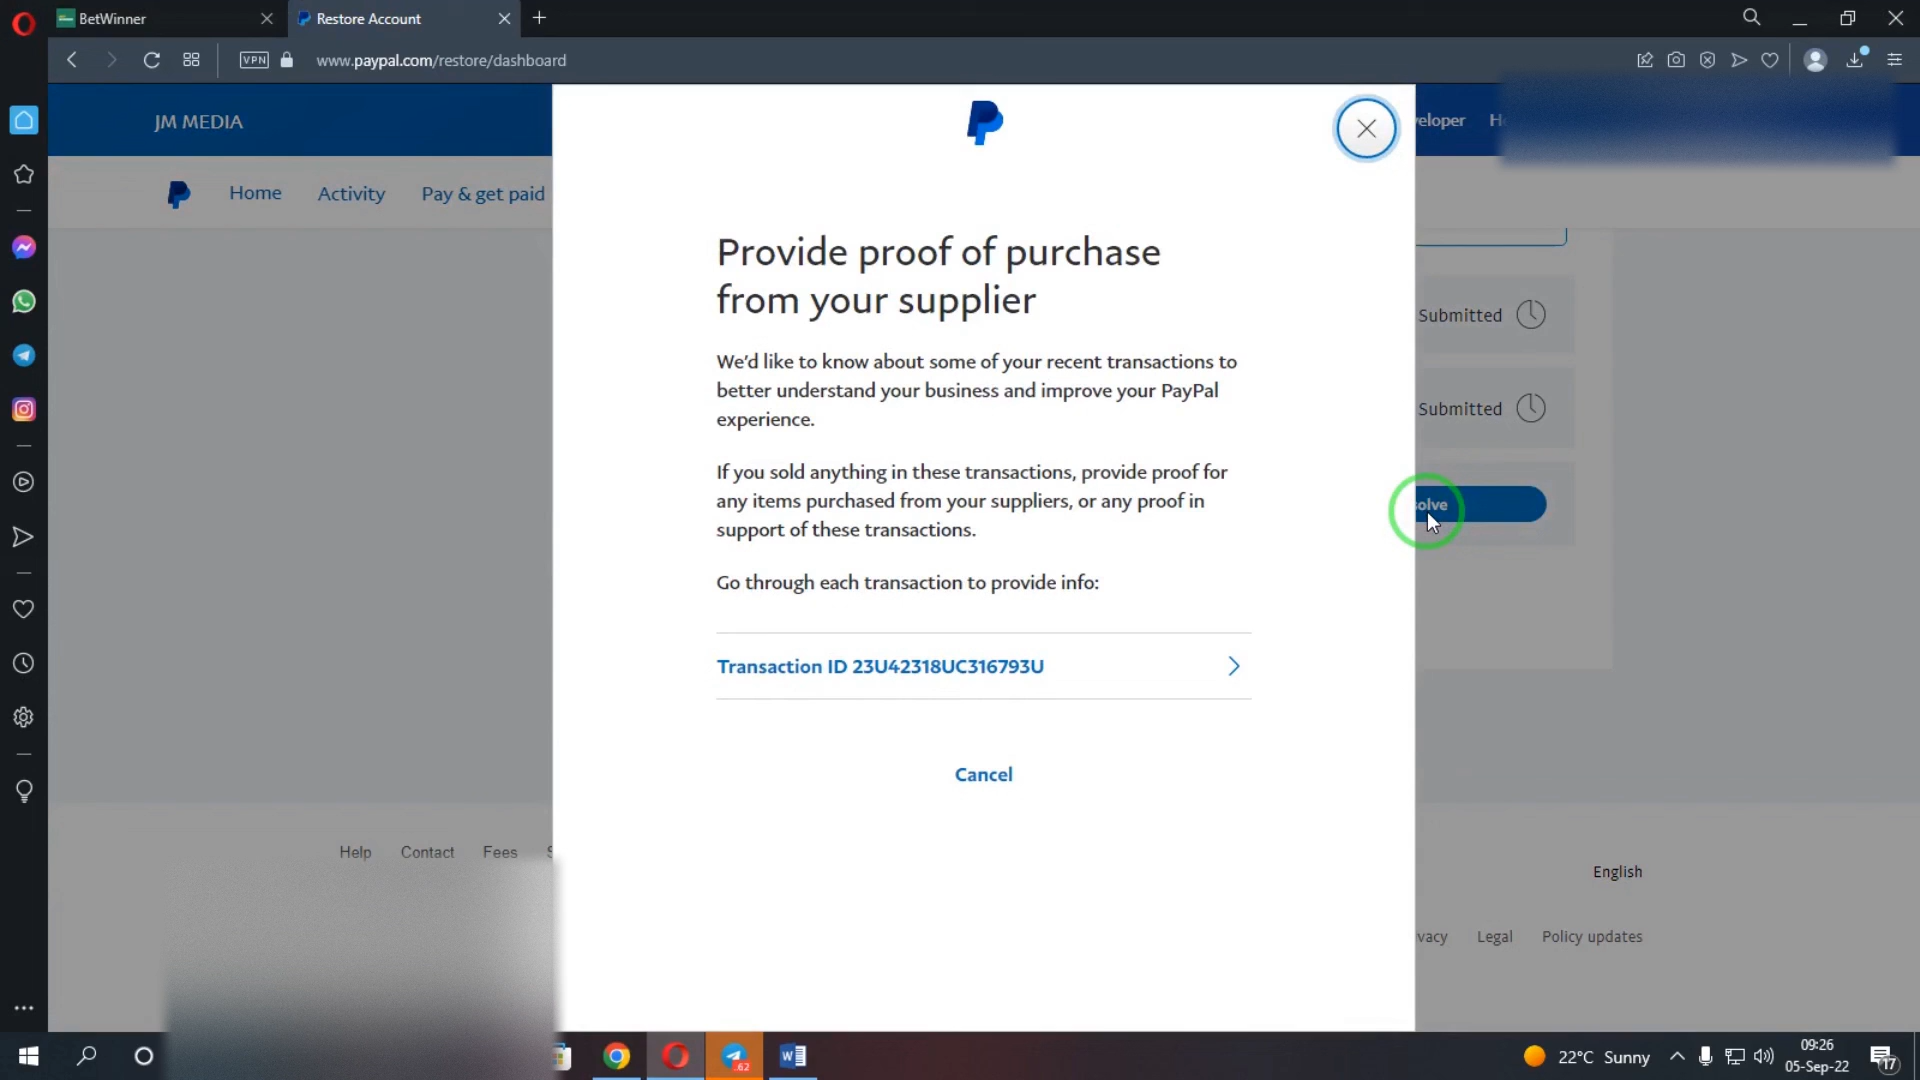 BetWinner
Restore Account
VPN
www.paypal.com/restore/dashboard
JM MEDIA
Home
Activity
Pay & get paid
Provide proof of purchase
from your supplier
We'd like to know about some of your recent transactions to
better understand your business and improve your PayPal
experience.
If you sold anything in these transactions, provide proof for
any items purchased from your suppliers, or any proof in
support of these transactions.
Go through each transaction to provide info:
Transaction ID 23U42318UC316793U
Cancel
Submitted
Submitted
Help
Contact
Fees
English
Legal
Policy updates
62
22°C Sunny
09:26
05-Sep-22
17